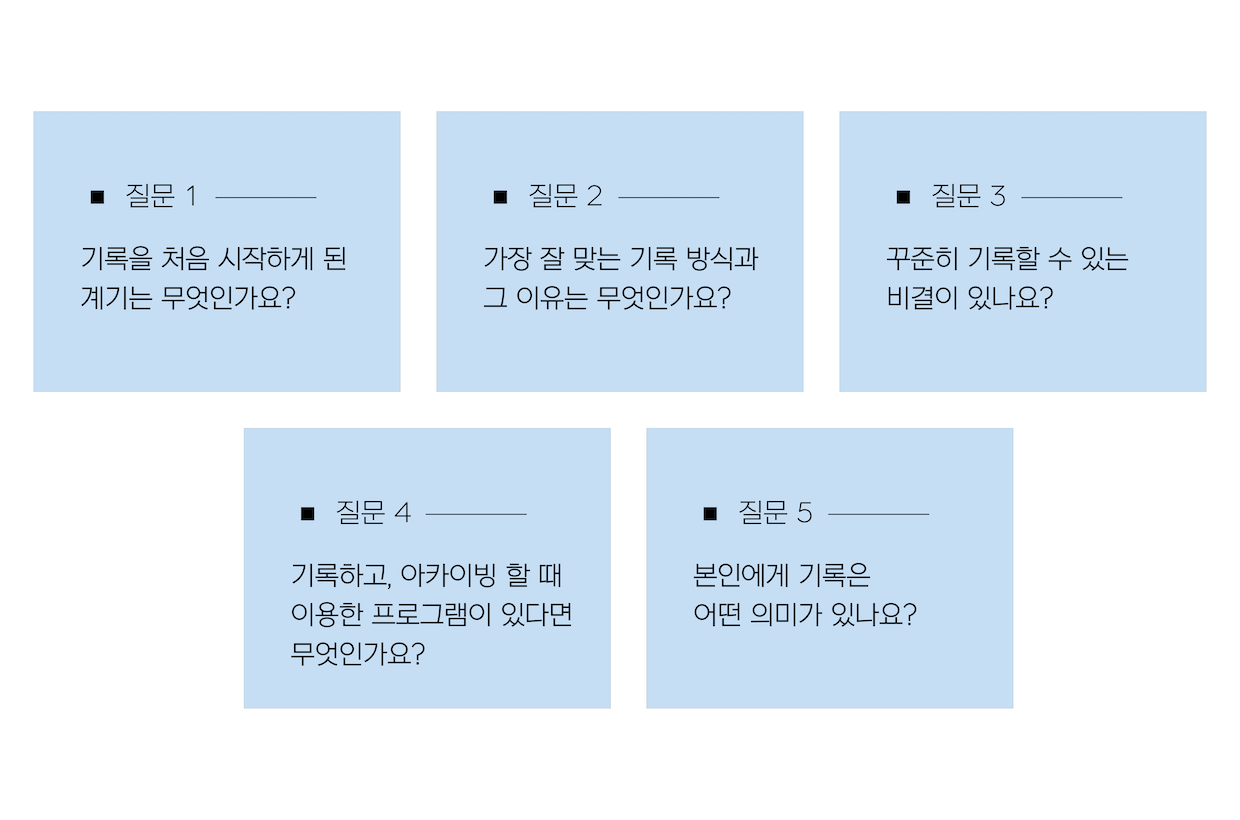 ■ 질문 1
기록을 처음 시작하게 된
계기는 무엇인가요?
■ 질문 2
가장 잘 맞는 기록 방식과
그 이유는 무엇인가요?
■ 질문 3
꾸준히 기록할 수 있는
비결이 있나요?
■ 질문 4
기록하고, 아카이빙 할 때
이용한 프로그램이 있다면
무엇인가요?
■ 질문 5
본인에게 기록은
어떤 의미가 있나요?